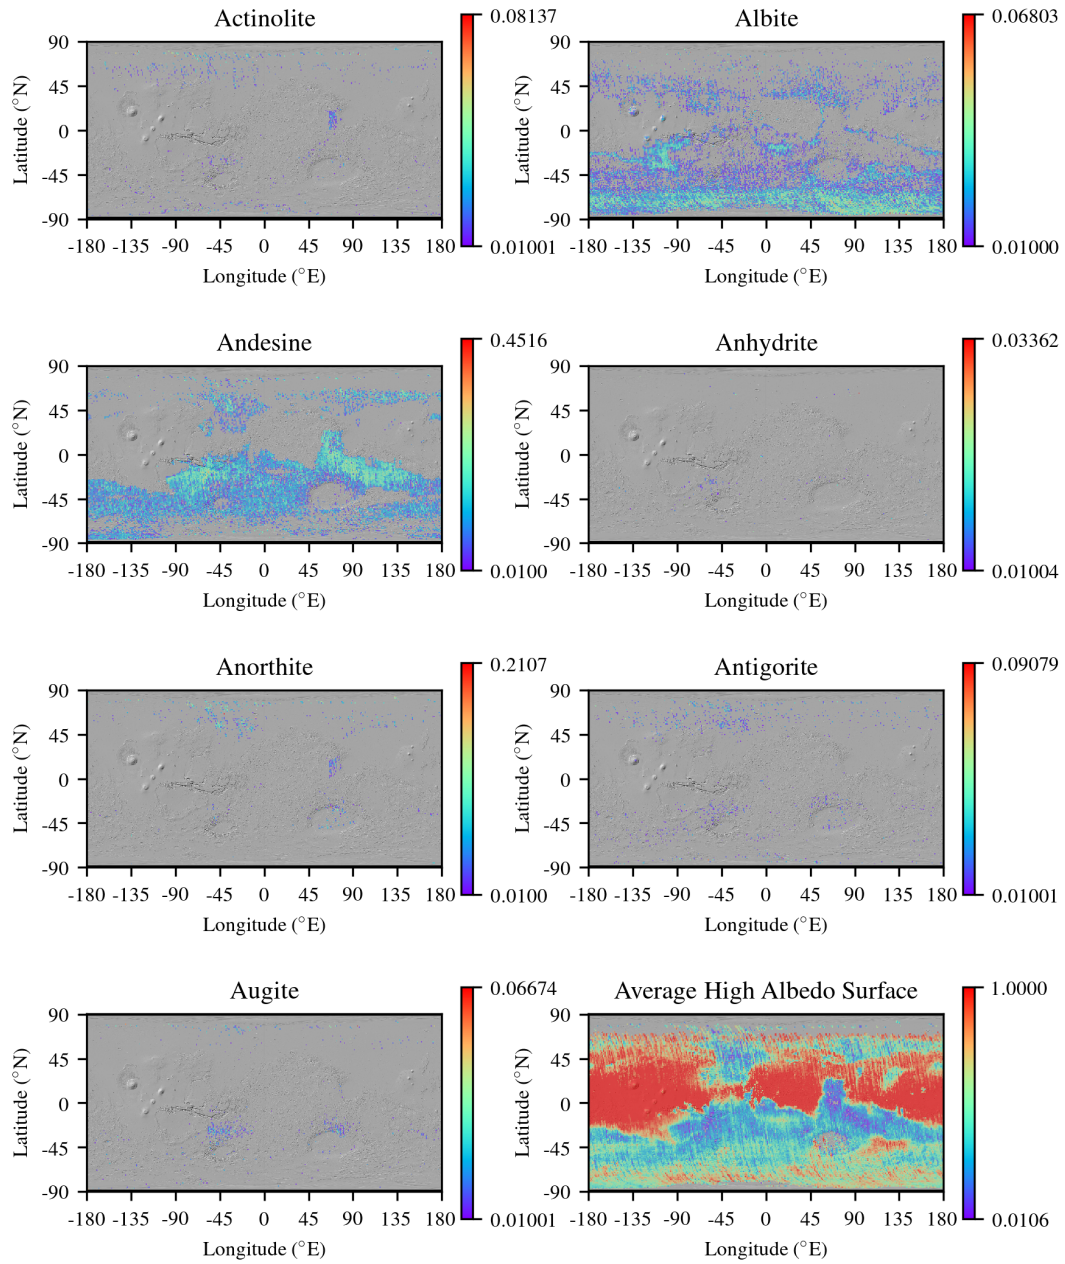 Actinolite
0.08137
90
45
0
-45
-90
Latitude (°N)
-180 -135 -90 -45 0 45 90 135 180
Longitude (°E)
0.01001
Albite
0.06803
90
45
0
-45
-90
Latitude (°N)
-180 -135 -90 -45 0 45 90 135 180
Longitude (°E)
0.01000
Andesine
0.4516
90
45
0
-45
-90
Latitude (°N)
-180 -135 -90 -45 0 45 90 135 180
Longitude (°E)
0.0100
Anhydrite
0.03362
90
45
0
-45
-90
Latitude (°N)
-180 -135 -90 -45 0 45 90 135 180
Longitude (°E)
0.01004
Anorthite
0.2107
90
45
0
-45
-90
Latitude (°N)
-180 -135 -90 -45 0 45 90 135 180
Longitude (°E)
0.0100
Antigorite
0.09079
90
45
0
-45
-90
Latitude (°N)
-180 -135 -90 -45 0 45 90 135 180
Longitude (°E)
0.01001
Augite
0.06674
90
45
0
-45
-90
Latitude (°N)
-180 -135 -90 -45 0 45 90 135 180
Longitude (°E)
0.01001
Average High Albedo Surface
1.0000
90
45
0
-45
-90
Latitude (°N)
-180 -135 -90 -45 0 45 90 135 180
Longitude (°E)
0.0106